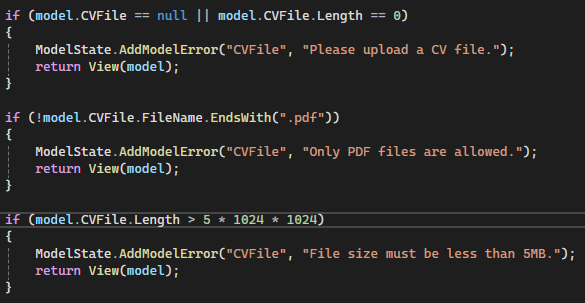 if (model.CVFile == null || model.CVFile.Length == 0)
{
    ModelState.AddModelError("CVFile", "Please upload a CV file.");
    return View(model);
}

if (!model.CVFile.FileName.EndsWith(".pdf"))
{
    ModelState.AddModelError("CVFile", "Only PDF files are allowed.");
    return View(model);
}

if (model.CVFile.Length > 5 * 1024 * 1024)
{
    ModelState.AddModelError("CVFile", "File size must be less than 5MB.");
    return View(model);
}